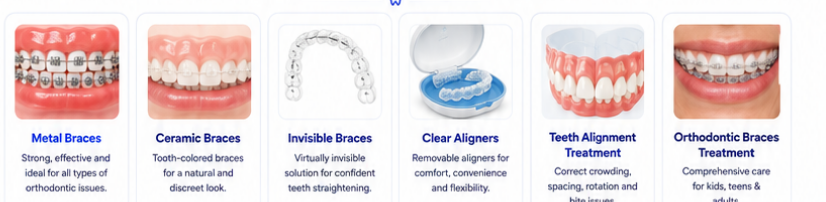 Metal Braces
Strong, effective and
ideal for all types of
orthodontic issues.
Ceramic Braces
Tooth-colored braces
for a natural and
discreet look.
Invisible Braces
Virtually invisible
solution for confident
teeth straightening.
Clear Aligners
Removable aligners for
comfort, convenience
and flexibility.
Teeth Alignment
Treatment
Correct crowding,
spacing, rotation and
bite issues
Orthodontic Braces
Treatment
Comprehensive care
for kids, teens &
adults